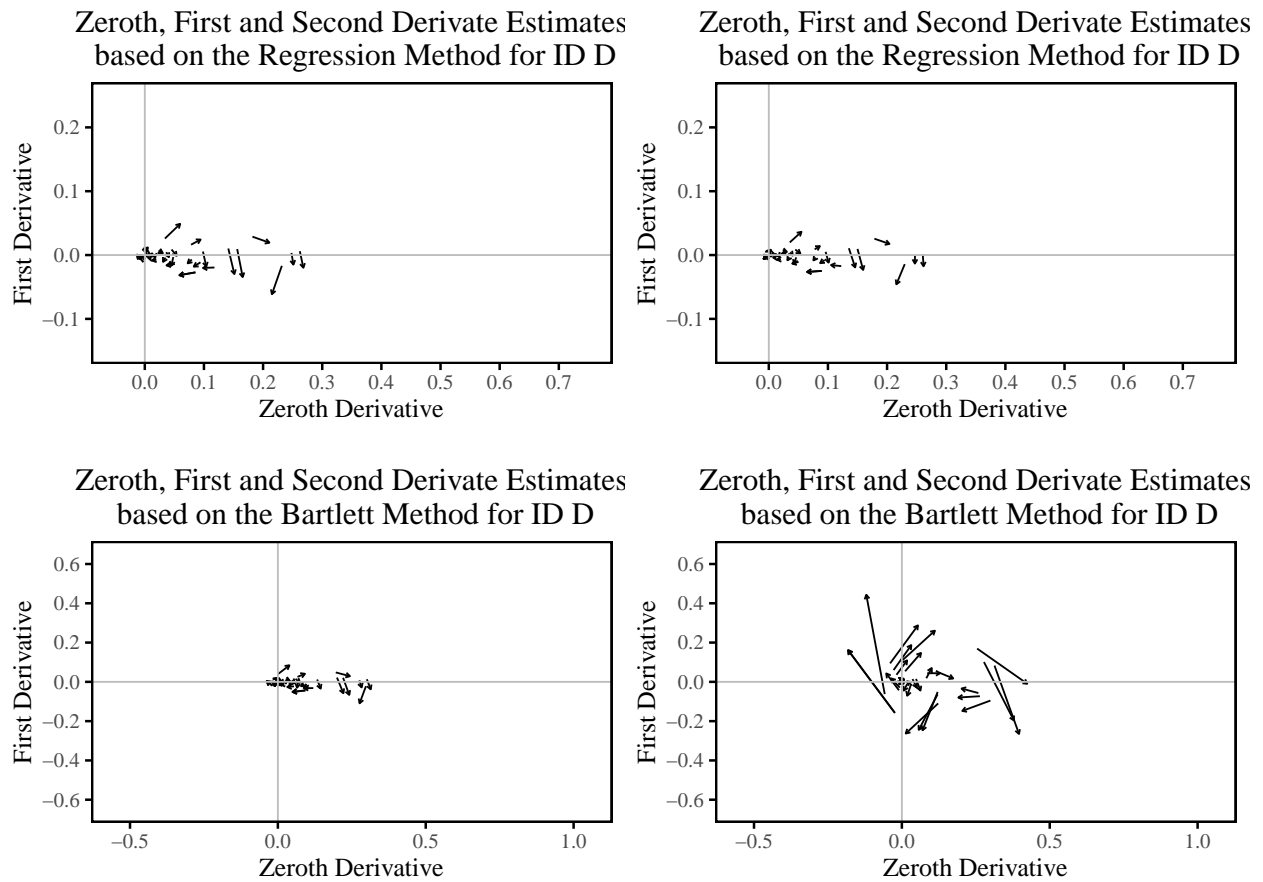 Zeroth, First and Second Derivate Estimates
based on the Regression Method for ID D
First Derivative
0.2
0.1
0.0
−0.1
0.0 0.1 0.2 0.3 0.4 0.5 0.6 0.7
Zeroth Derivative
Zeroth, First and Second Derivate Estimates
based on the Regression Method for ID D
First Derivative
0.2
0.1
0.0
−0.1
0.0 0.1 0.2 0.3 0.4 0.5 0.6 0.7
Zeroth Derivative
Zeroth, First and Second Derivate Estimates
based on the Bartlett Method for ID D
First Derivative
0.6
0.4
0.2
0.0
−0.2
−0.4
−0.6
−0.5 0.0 0.5 1.0
Zeroth Derivative
Zeroth, First and Second Derivate Estimates
based on the Bartlett Method for ID D
First Derivative
0.6
0.4
0.2
0.0
−0.2
−0.4
−0.6
−0.5 0.0 0.5 1.0
Zeroth Derivative